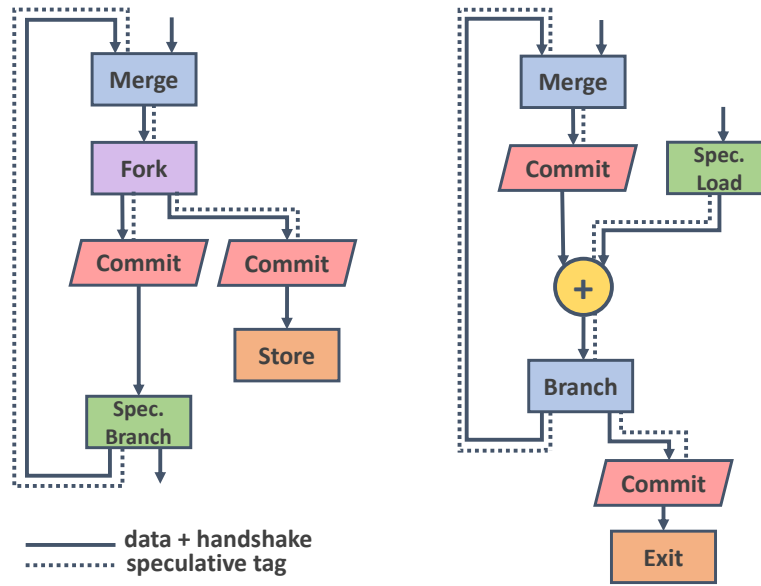 Merge
Fork
Commit
Commit
Store
Spec.
Branch
data + handshake
speculative tag
Merge
Commit
Spec.
Load
+
Branch
Commit
Exit